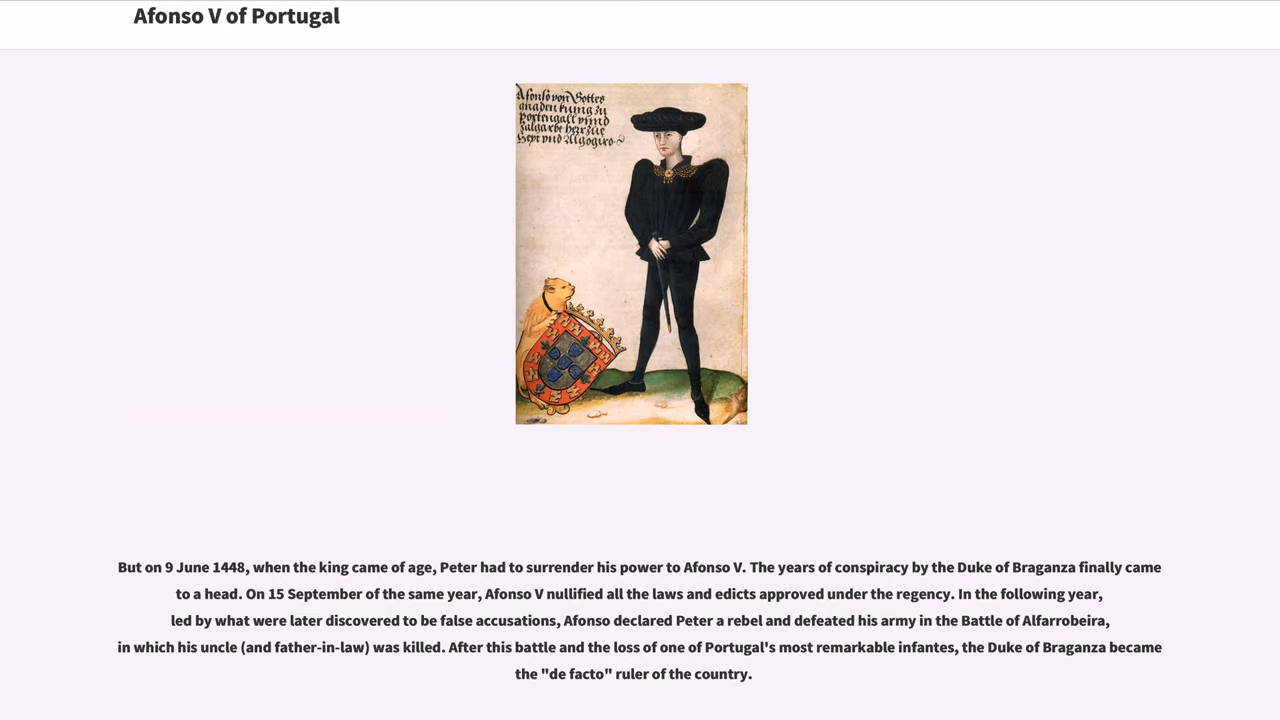 Afonso V of Portugal
Afonso von Gottes
gnaden kunig zu
portengall vnnd
zalgarbe herr zue
Sept vnd Algogiro
But on 9 June 1448, when the king came of age, Peter had to surrender his power to Afonso V. The years of conspiracy by the Duke of Braganza finally came
to a head. On 15 September of the same year, Afonso V nullified all the laws and edicts approved under the regency. In the following year,
led by what were later discovered to be false accusations, Afonso declared Peter a rebel and defeated his army in the Battle of Alfarrobeira,
in which his uncle (and father-in-law) was killed. After this battle and the loss of one of Portugal's most remarkable infantes, the Duke of Braganza became
the "de facto" ruler of the country.